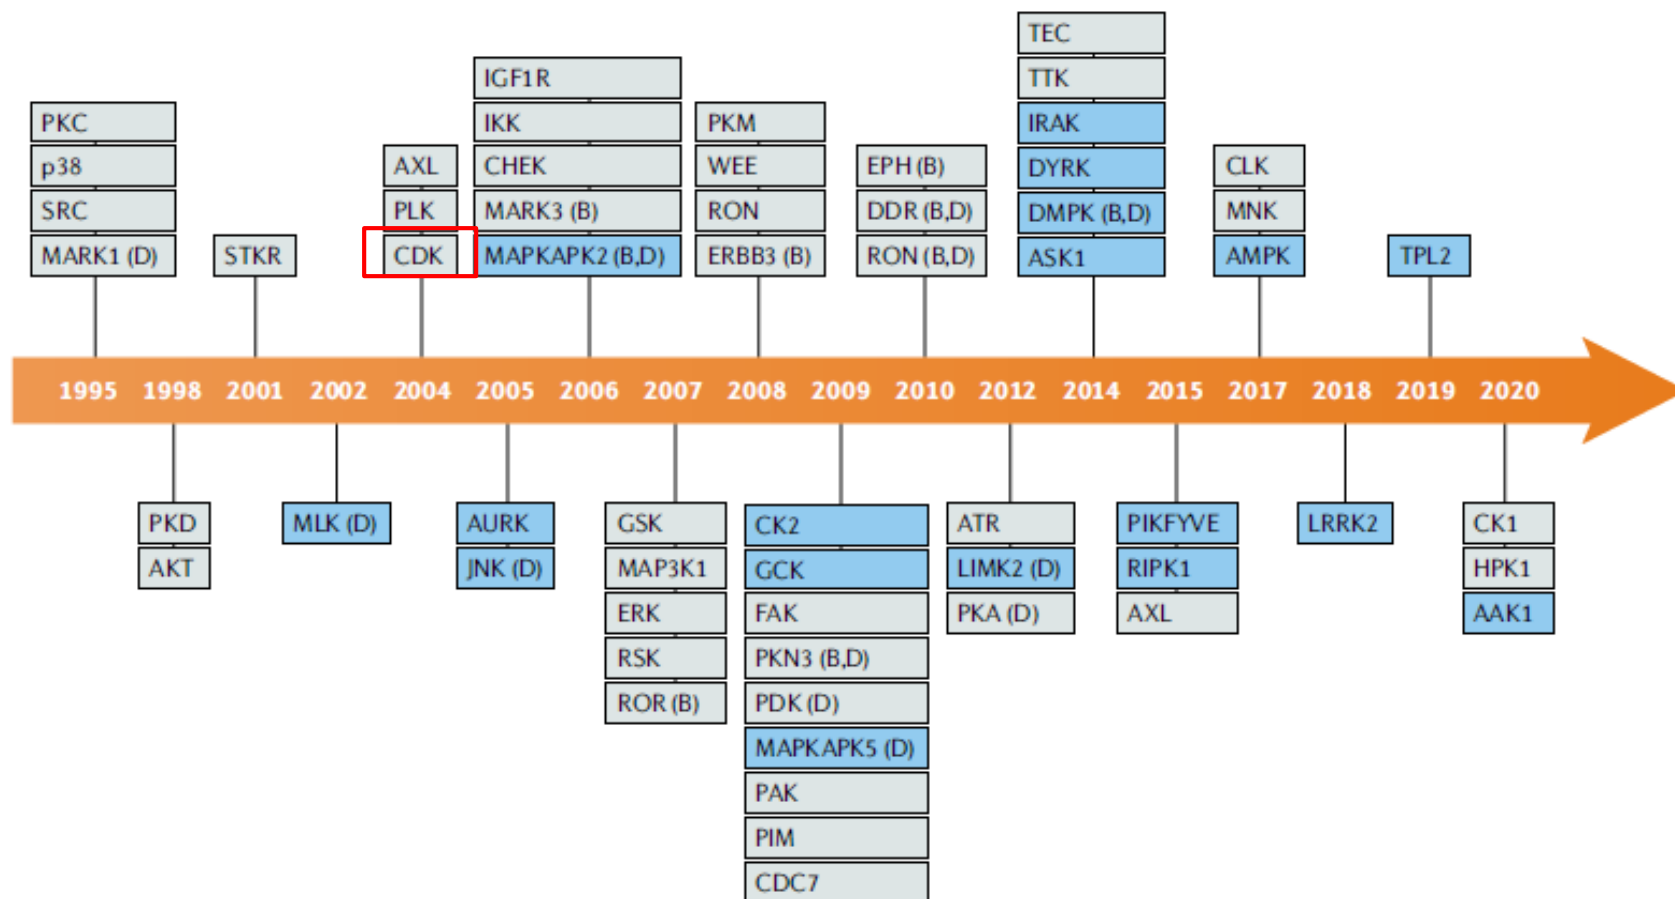 PKC
p38
SRC
MARK1 (D)
STKR
AXL
PLK
CDK
IGF1R
IKK
CHEK
MARK3 (B)
MAPKAPK2 (B,D)
PKM
WEE
RON
ERBB3 (B)
EPH (B)
DDR (B,D)
RON (B,D)
TEC
TTK
IRAK
DYRK
DMPK (B,D)
ASK1
CLK
MNK
AMPK
TPL2
1995 1998 2001 2002 2004 2005 2006 2007 2008 2009 2010 2012 2014 2015 2017 2018 2019 2020
PKD
AKT
MLK (D)
AURK
JNK (D)
GSK
MAP3K1
ERK
RSK
ROR (B)
CK2
GCK
FAK
PKN3 (B,D)
PDK (D)
MAPKAPK5 (D)
PAK
PIM
CDC7
ATR
LIMK2 (D)
PKA (D)
PIKFYVE
RIPK1
AXL
LRRK2
CK1
HPK1
AAK1